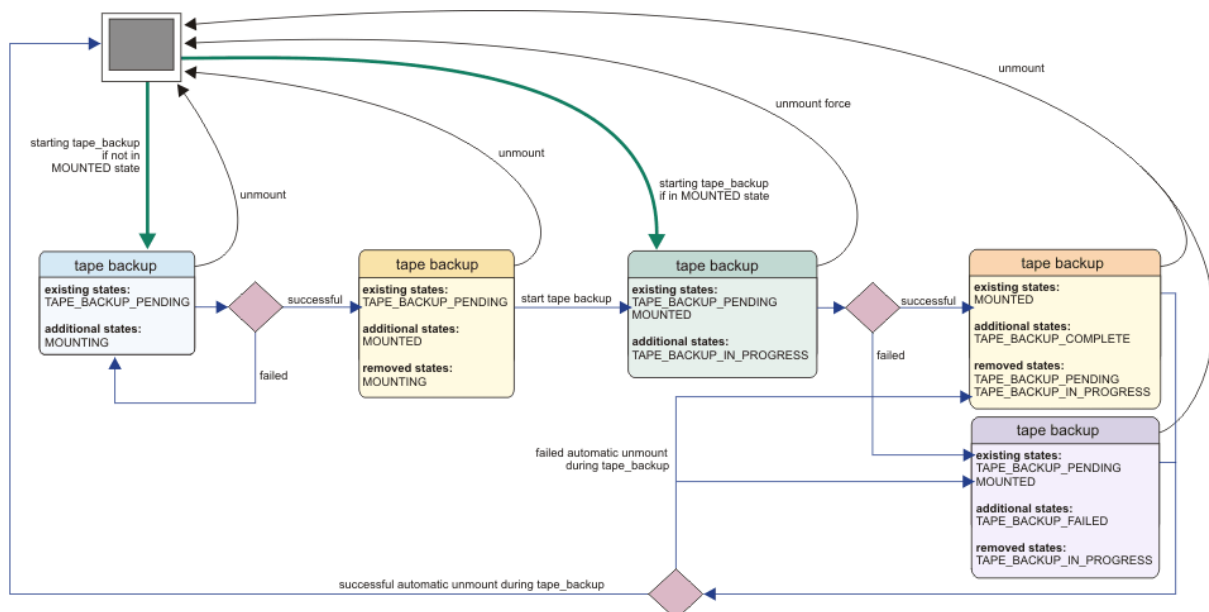 unmount
unmount force
starting tape_backup
if not in
MOUNTED state
unmount
unmount
starting tape_backup
if in MOUNTED state
tape backup
existing states:
TAPE_BACKUP_PENDING
additional states:
MOUNTING
successful
failed
tape backup
existing states:
TAPE_BACKUP_PENDING
additional states:
MOUNTED
removed states:
MOUNTING
start tape backup
tape backup
existing states:
TAPE_BACKUP_PENDING
MOUNTED
additional states:
TAPE_BACKUP_IN_PROGRESS
successful
failed
tape backup
existing states:
MOUNTED
additional states:
TAPE_BACKUP_COMPLETE
removed states:
TAPE_BACKUP_PENDING
TAPE_BACKUP_IN_PROGRESS
failed automatic unmount
during tape_backup
tape backup
existing states:
TAPE_BACKUP_PENDING
MOUNTED
additional states:
TAPE_BACKUP_FAILED
removed states:
TAPE_BACKUP_IN_PROGRESS
successful automatic unmount during tape_backup